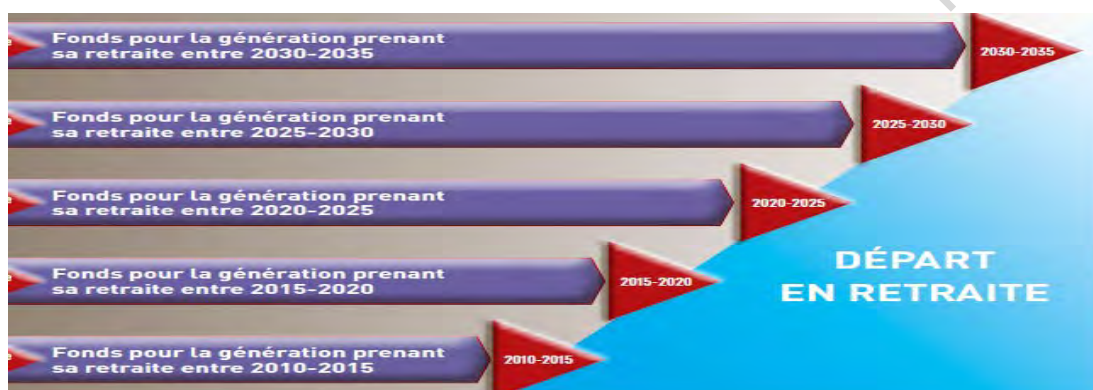 Fonds pour la génération prenant
sa retraite entre 2030-2035
2030-2035
Fonds pour la génération prenant
sa retraite entre 2025-2030
2025-2030
Fonds pour la génération prenant
sa retraite entre 2020-2025
2020-2025
Fonds pour la génération prenant
sa retraite entre 2015-2020
2015-2020
Fonds pour la génération prenant
sa retraite entre 2010-2015
2010-2015
DÉPART
EN RETRAITE